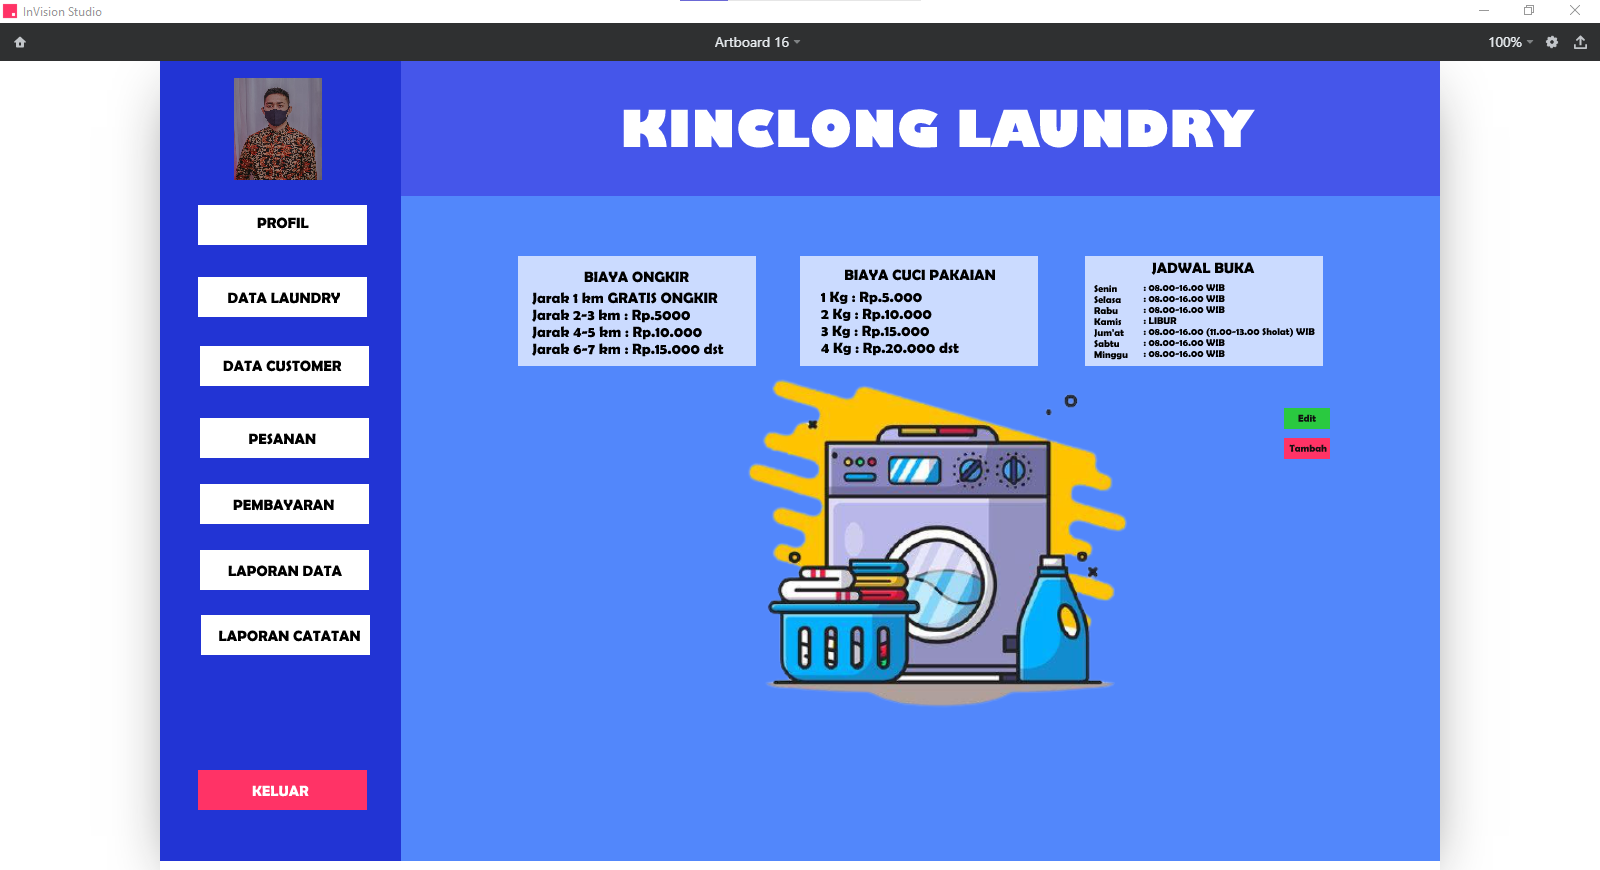 InVision Studio
Artboard 16
100%
KINCLONG LAUNDRY
PROFIL
DATA LAUNDRY
DATA CUSTOMER
PESANAN
PEMBAYARAN
LAPORAN DATA
LAPORAN CATATAN
KELUAR
BIAYA ONGKIR
Jarak 1 km GRATIS ONGKIR
Jarak 2-3 km : Rp.5000
Jarak 4-5 km : Rp.10.000
Jarak 6-7 km : Rp.15.000 dst
BIAYA CUCI PAKAIAN
1 Kg : Rp.5.000
2 Kg : Rp.10.000
3 Kg : Rp.15.000
4 Kg : Rp.20.000 dst
JADWAL BUKA
Senin : 08.00-16.00 WIB
Selasa : 08.00-16.00 WIB
Rabu : 08.00-16.00 WIB
Kamis : LIBUR
Jum'at : 08.00-16.00 (11.00-13.00 Sholat) WIB
Sabtu : 08.00-16.00 WIB
Minggu : 08.00-16.00 WIB
Edit
Tambah